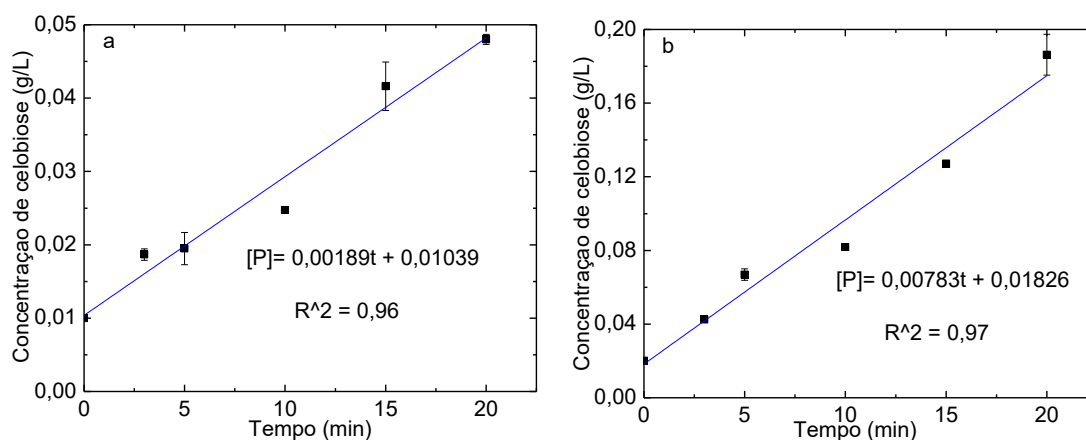 a
Concentraçao de celobiose (g/L)
0,05
0,04
0,03
0,02
0,01
0,00
[P]= 0,00189t + 0,01039
R^2 = 0,96
0 5 10 15 20
Tempo (min)
b
Concentraçao de celobiose (g/L)
0,20
0,16
0,12
0,08
0,04
0,00
[P]= 0,00783t + 0,01826
R^2 = 0,97
0 5 10 15 20
Tempo (min)